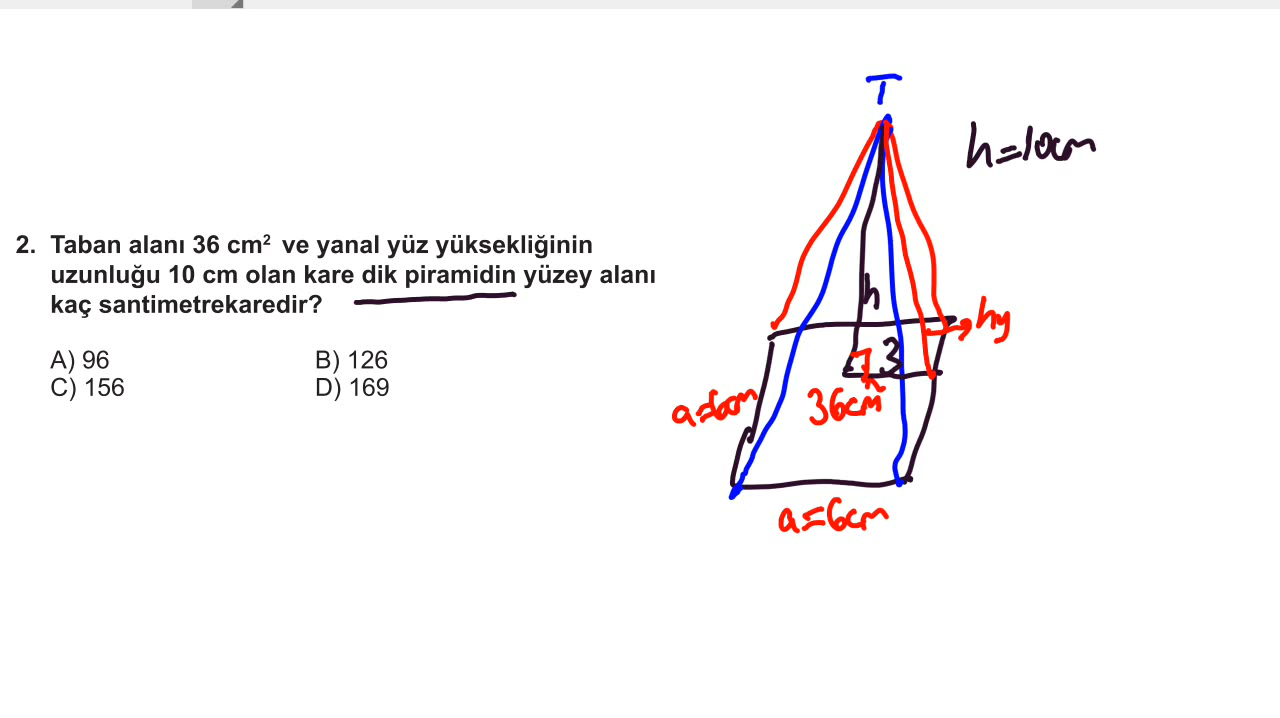 T
h=10cm
2. Taban alanı 36 cm² ve yanal yüz yüksekliğinin
uzunluğu 10 cm olan kare dik piramidin yüzey alanı
kaç santimetrekaredir?
h
hy
A) 96 B) 126
C) 156 D) 169
3
a=6cm
36cm
a=6cm